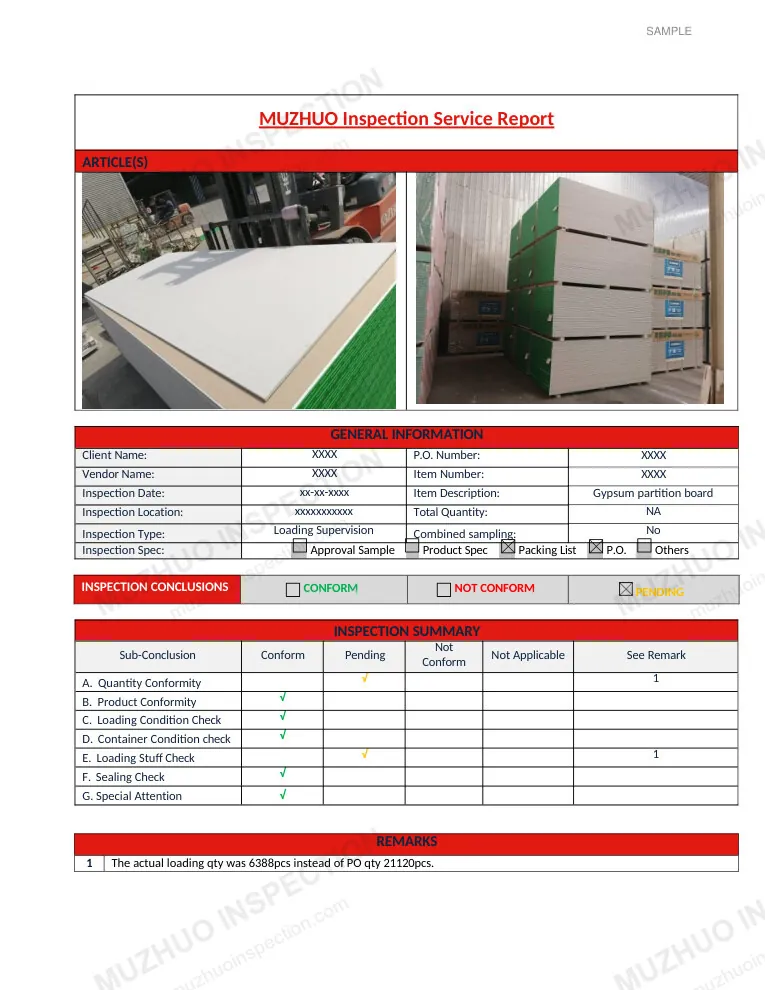 SAMPLE
MUZHUO Inspection Service Report
ARTICLE(S)
GENERAL INFORMATION
Client Name: XXXX P.O. Number: XXXX
Vendor Name: XXXX Item Number: XXXX
Inspection Date: xx-xx-xxxx Item Description: Gypsum partition board
Inspection Location: xxxxxxxxxxx Total Quantity: NA
Inspection Type: Loading Supervision Combined sampling: No
Inspection Spec: ☐ Approval Sample ☐ Product Spec ☒ Packing List ☒ P.O. ☐ Others
INSPECTION CONCLUSIONS ☐ CONFORM ☐ NOT CONFORM ☒ PENDING
INSPECTION SUMMARY
Sub-Conclusion Conform Pending Not Conform Not Applicable See Remark
A. Quantity Conformity √ 1
B. Product Conformity √
C. Loading Condition Check √
D. Container Condition check √
E. Loading Stuff Check √ 1
F. Sealing Check √
G. Special Attention √
REMARKS
1 The actual loading qty was 6388pcs instead of PO qty 21120pcs.
MUZHUO INSPECTION
muzhuoinspection.com